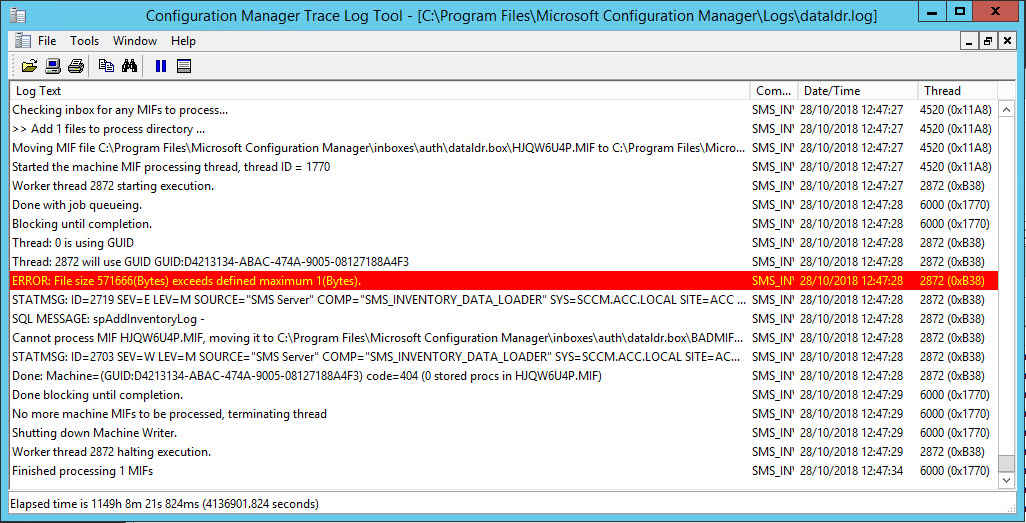 Configuration Manager Trace Log Tool - [C:\Program Files\Microsoft Configuration Manager\Logs\dataldr.log]
File Tools Window Help
Log Text Com... Date/Time Thread
Checking inbox for any MIFs to process... SMS_IN 28/10/2018 12:47:27 4520 (0x11A8)
>> Add 1 files to process directory ... SMS_IN 28/10/2018 12:47:27 4520 (0x11A8)
Moving MIF file C:\Program Files\Microsoft Configuration Manager\inboxes\auth\dataldr.box\HJQW6U4P.MIF to C:\Program Files\Micro... SMS_IN 28/10/2018 12:47:27 4520 (0x11A8)
Started the machine MIF processing thread, thread ID = 1770 SMS_IN 28/10/2018 12:47:27 4520 (0x11A8)
Worker thread 2872 starting execution. SMS_IN 28/10/2018 12:47:27 2872 (0xB38)
Done with job queueing. SMS_IN 28/10/2018 12:47:28 6000 (0x1770)
Blocking until completion. SMS_IN 28/10/2018 12:47:28 6000 (0x1770)
Thread: 0 is using GUID SMS_IN 28/10/2018 12:47:28 2872 (0xB38)
Thread: 2872 will use GUID GUID:D4213134-ABAC-474A-9005-08127188A4F3 SMS_IN 28/10/2018 12:47:28 2872 (0xB38)
ERROR: File size 571666(Bytes) exceeds defined maximum 1(Bytes). SMS_IN 28/10/2018 12:47:28 2872 (0xB38)
STATMSG: ID=2719 SEV=E LEV=M SOURCE="SMS Server" COMP="SMS_INVENTORY_DATA_LOADER" SYS=SCCM.ACC.LOCAL SITE=ACC ... SMS_IN 28/10/2018 12:47:28 2872 (0xB38)
SQL MESSAGE: spAddInventoryLog - SMS_IN 28/10/2018 12:47:28 2872 (0xB38)
Cannot process MIF HJQW6U4P.MIF, moving it to C:\Program Files\Microsoft Configuration Manager\inboxes\auth\dataldr.box\BADMIF... SMS_IN 28/10/2018 12:47:28 2872 (0xB38)
STATMSG: ID=2703 SEV=W LEV=M SOURCE="SMS Server" COMP="SMS_INVENTORY_DATA_LOADER" SYS=SCCM.ACC.LOCAL SITE=AC... SMS_IN 28/10/2018 12:47:28 2872 (0xB38)
Done: Machine=(GUID:D4213134-ABAC-474A-9005-08127188A4F3) code=404 (0 stored procs in HJQW6U4P.MIF) SMS_IN 28/10/2018 12:47:28 2872 (0xB38)
Done blocking until completion. SMS_IN 28/10/2018 12:47:29 6000 (0x1770)
No more machine MIFs to be processed, terminating thread SMS_IN 28/10/2018 12:47:29 6000 (0x1770)
Shutting down Machine Writer. SMS_IN 28/10/2018 12:47:29 6000 (0x1770)
Worker thread 2872 halting execution. SMS_IN 28/10/2018 12:47:29 2872 (0xB38)
Finished processing 1 MIFs SMS_IN 28/10/2018 12:47:34 6000 (0x1770)
Elapsed time is 1149h 8m 21s 824ms (4136901.824 seconds)